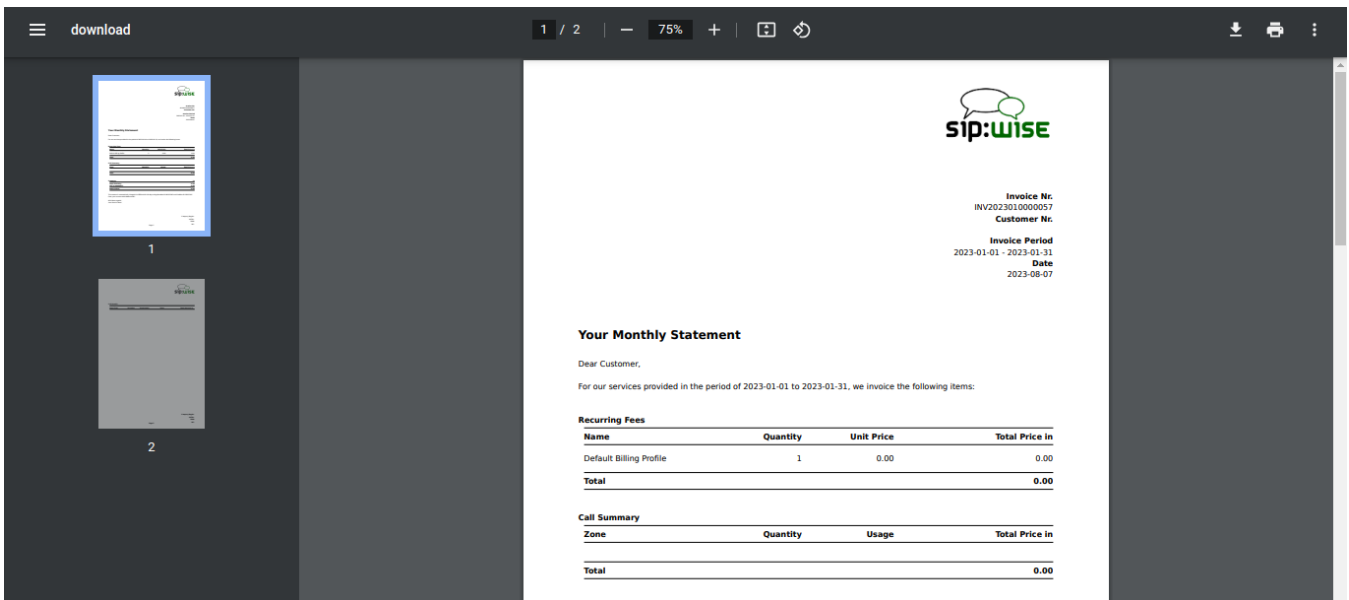 download
1 / 2
75%
1
2
sip:wise
Invoice Nr.
INV2023010000057
Customer Nr.
Invoice Period
2023-01-01 - 2023-01-31
Date
2023-08-07
Your Monthly Statement
Dear Customer,
For our services provided in the period of 2023-01-01 to 2023-01-31, we invoice the following items:
Recurring Fees
Name Quantity Unit Price Total Price in
Default Billing Profile 1 0.00 0.00
Total 0.00
Call Summary
Zone Quantity Usage Total Price in
Total 0.00